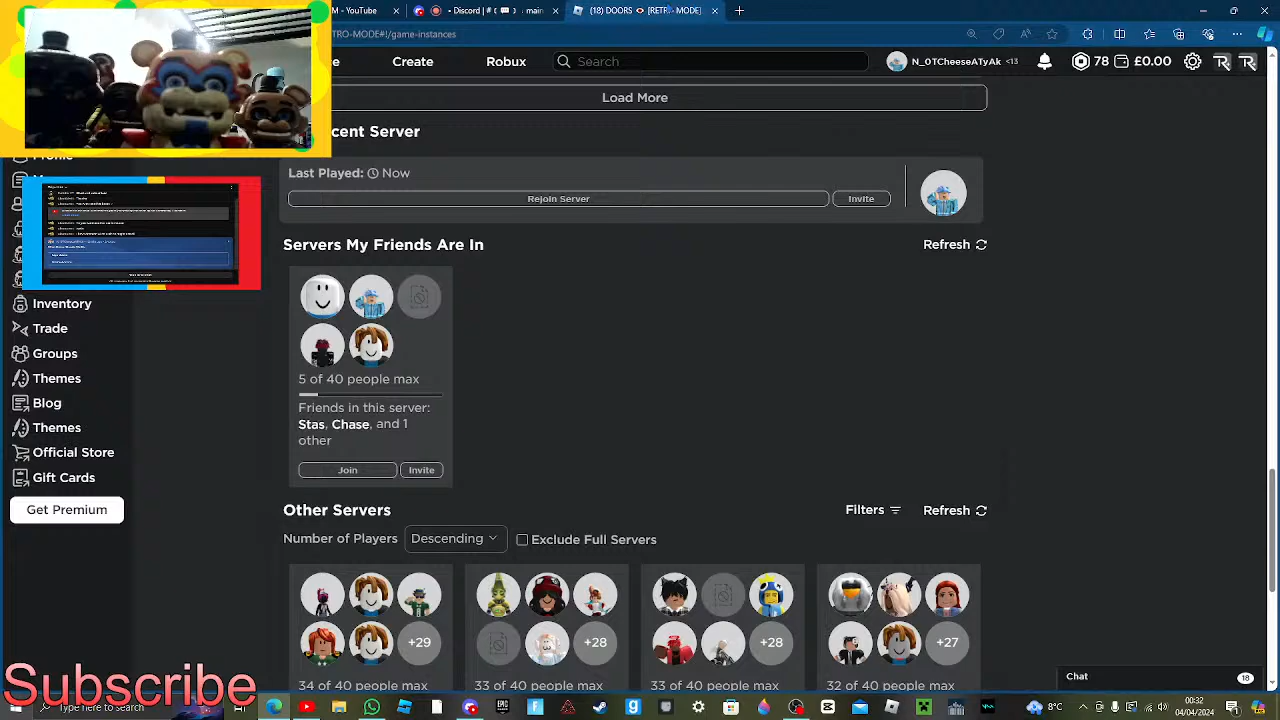 M - YouTube
• Discord | #
: main
(18) DOORS
[RETR
MODE]
TRO-MODE#!/game-instances
Create
Robux
Search
N_OTCheeseATyAk <13
78
£0.00
Load More
cent Server
Profile
Last Played: Now
Rejoin Server
Invite
Servers My Friends Are In
Refresh
Inventory
Trade
Groups
5 of 40 people max
Themes
Friends in this server:
Blog
Stas, Chase, and 1
Themes
other
Official Store
Join
Invite
Gift Cards
Get Premium
Other Servers
Filters
Refresh
Number of Players
Descending
Exclude Full Servers
+29
+28
+28
+27
34 of 40 people max
33 of 40 people max
33 of 40 people max
32 of 40 people max
Subscribe
Chat
18
here to search
8°C
00:32
04/04/2024